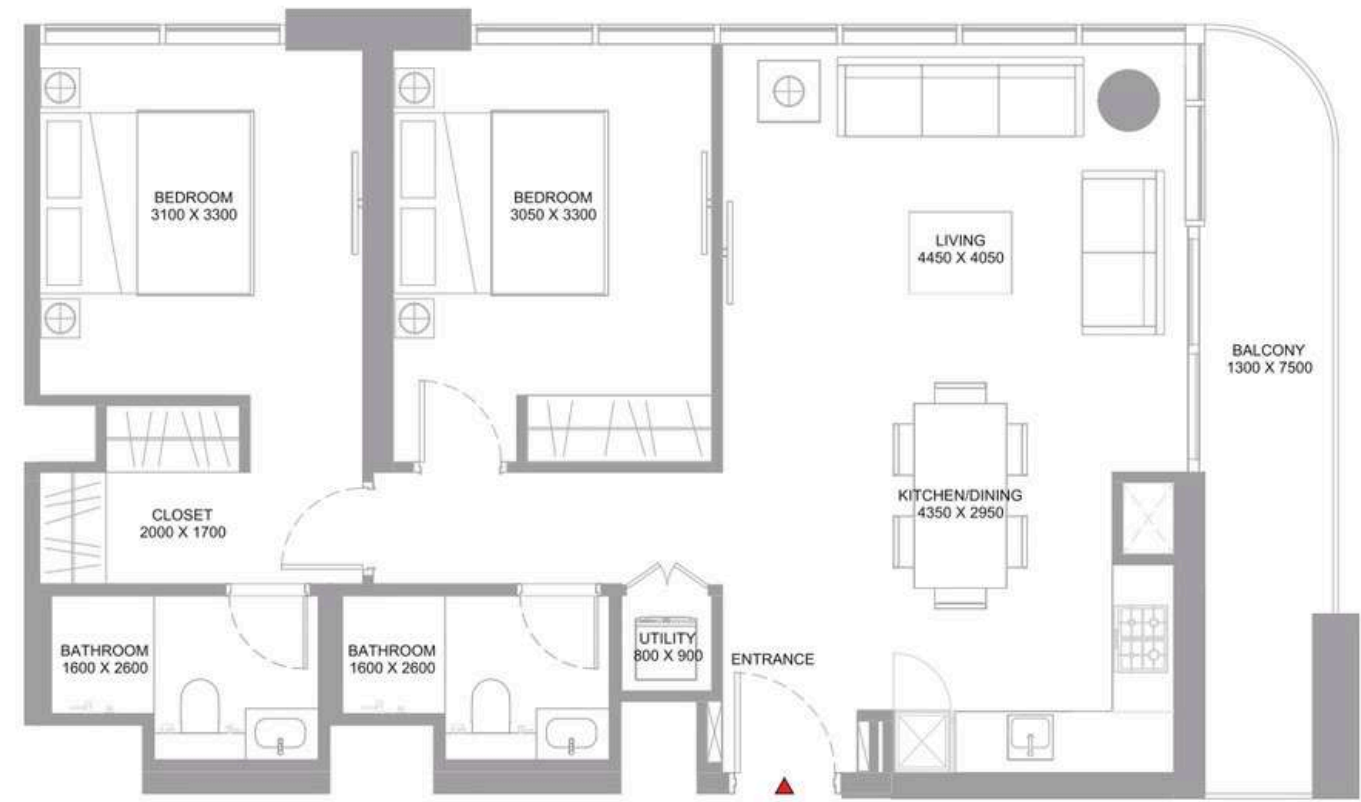 BEDROOM
3100 X 3300
BEDROOM
3050 X 3300
LIVING
4450 X 4050
BALCONY
1300 X 7500
KITCHEN/DINING
4350 X 2950
CLOSET
2000 X 1700
BATHROOM
1600 X 2600
BATHROOM
1600 X 2600
UTILITY
800 X 900
ENTRANCE